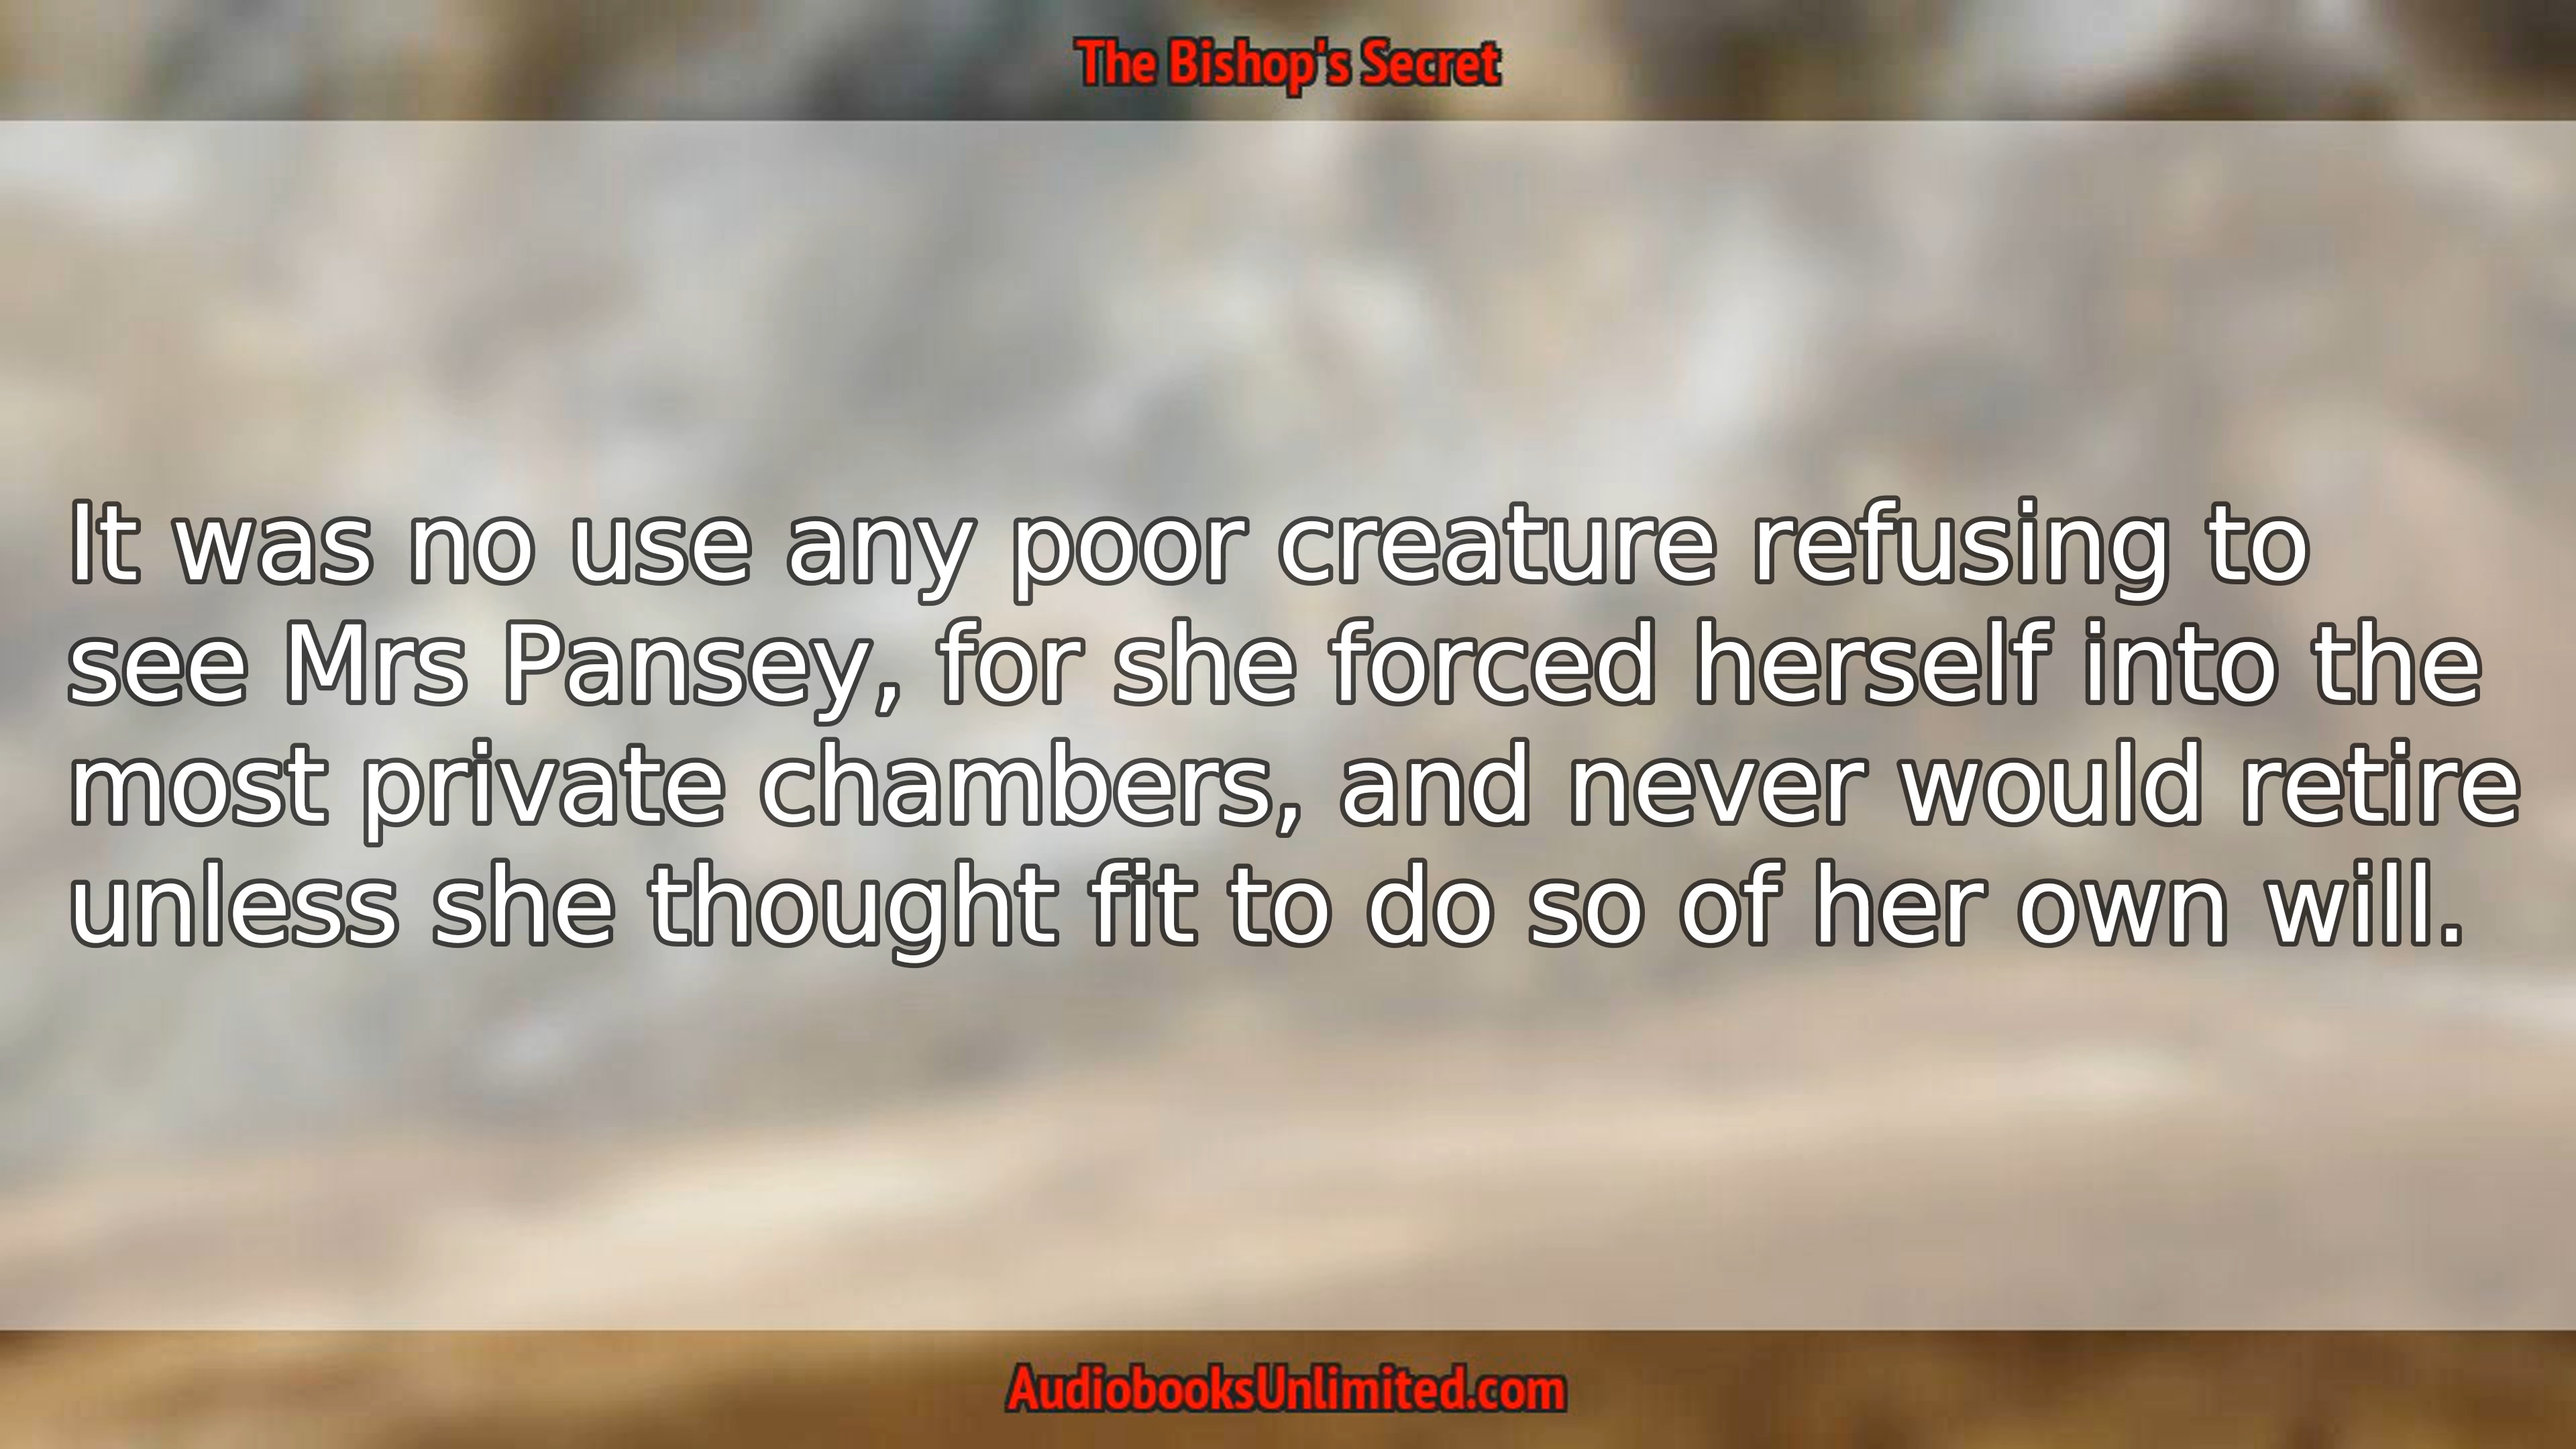 The Bishop's Secret
It was no use any poor creature refusing to
see Mrs Pansey, for she forced herself into the
most private chambers, and never would retire
unless she thought fit to do so of her own will.
AudiobooksUnlimited.com